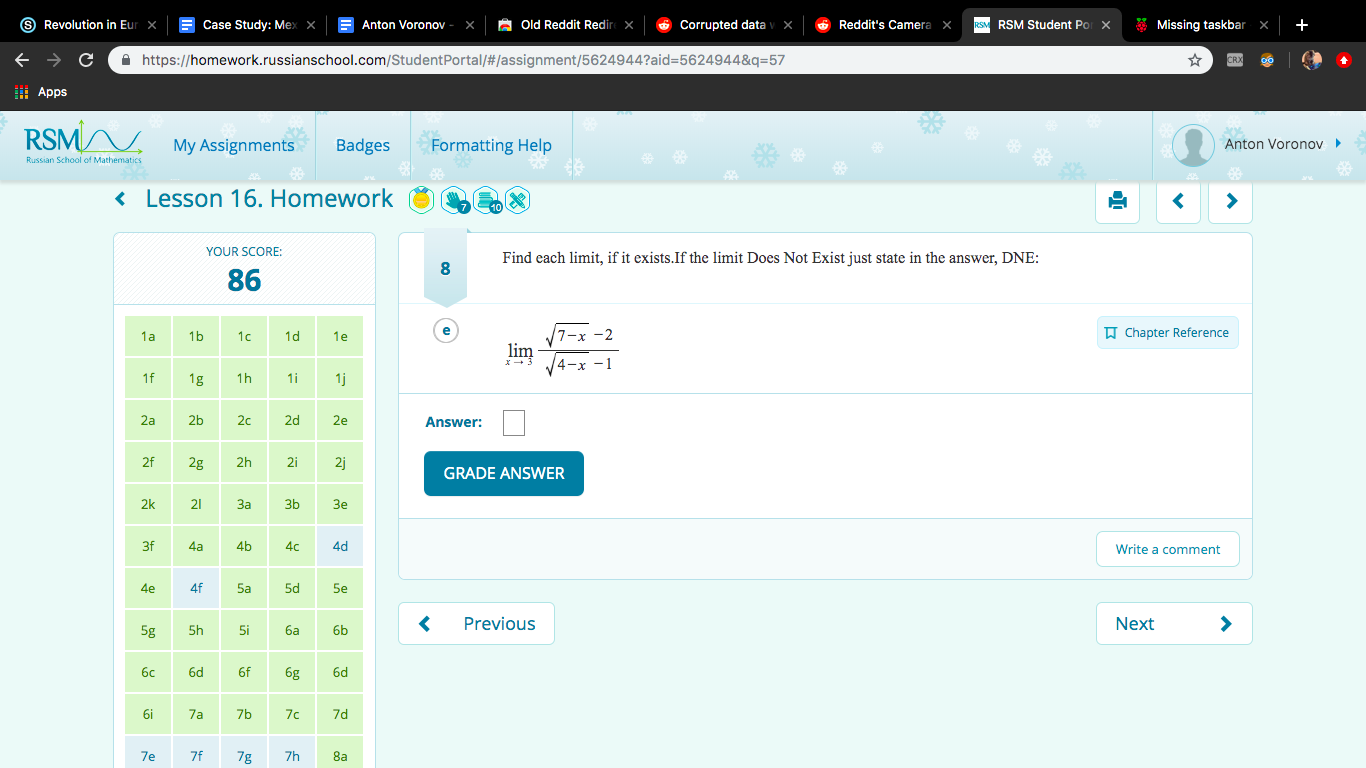 Revolution in Eur
Case Study: Mex
Anton Voronov -
Old Reddit Redire
Corrupted data w
Reddit's Camera
RSM Student Por
Missing taskbar
https://homework.russianschool.com/StudentPortal/#/assignment/5624944?aid=5624944&q=57
CRX
Apps
RSM
Russian School of Mathematics
My Assignments
Badges
Formatting Help
Anton Voronov
Lesson 16. Homework
7
10
YOUR SCORE:
86
1a 1b 1c 1d 1e
1f 1g 1h 1i 1j
2a 2b 2c 2d 2e
2f 2g 2h 2i 2j
2k 2l 3a 3b 3e
3f 4a 4b 4c 4d
4e 4f 5a 5d 5e
5g 5h 5i 6a 6b
6c 6d 6f 6g 6d
6i 7a 7b 7c 7d
7e 7f 7g 7h 8a
8
Find each limit, if it exists.If the limit Does Not Exist just state in the answer, DNE:
e
√7−x −2
lim
x→3
√4−x −1
Chapter Reference
Answer:
GRADE ANSWER
Write a comment
Previous
Next